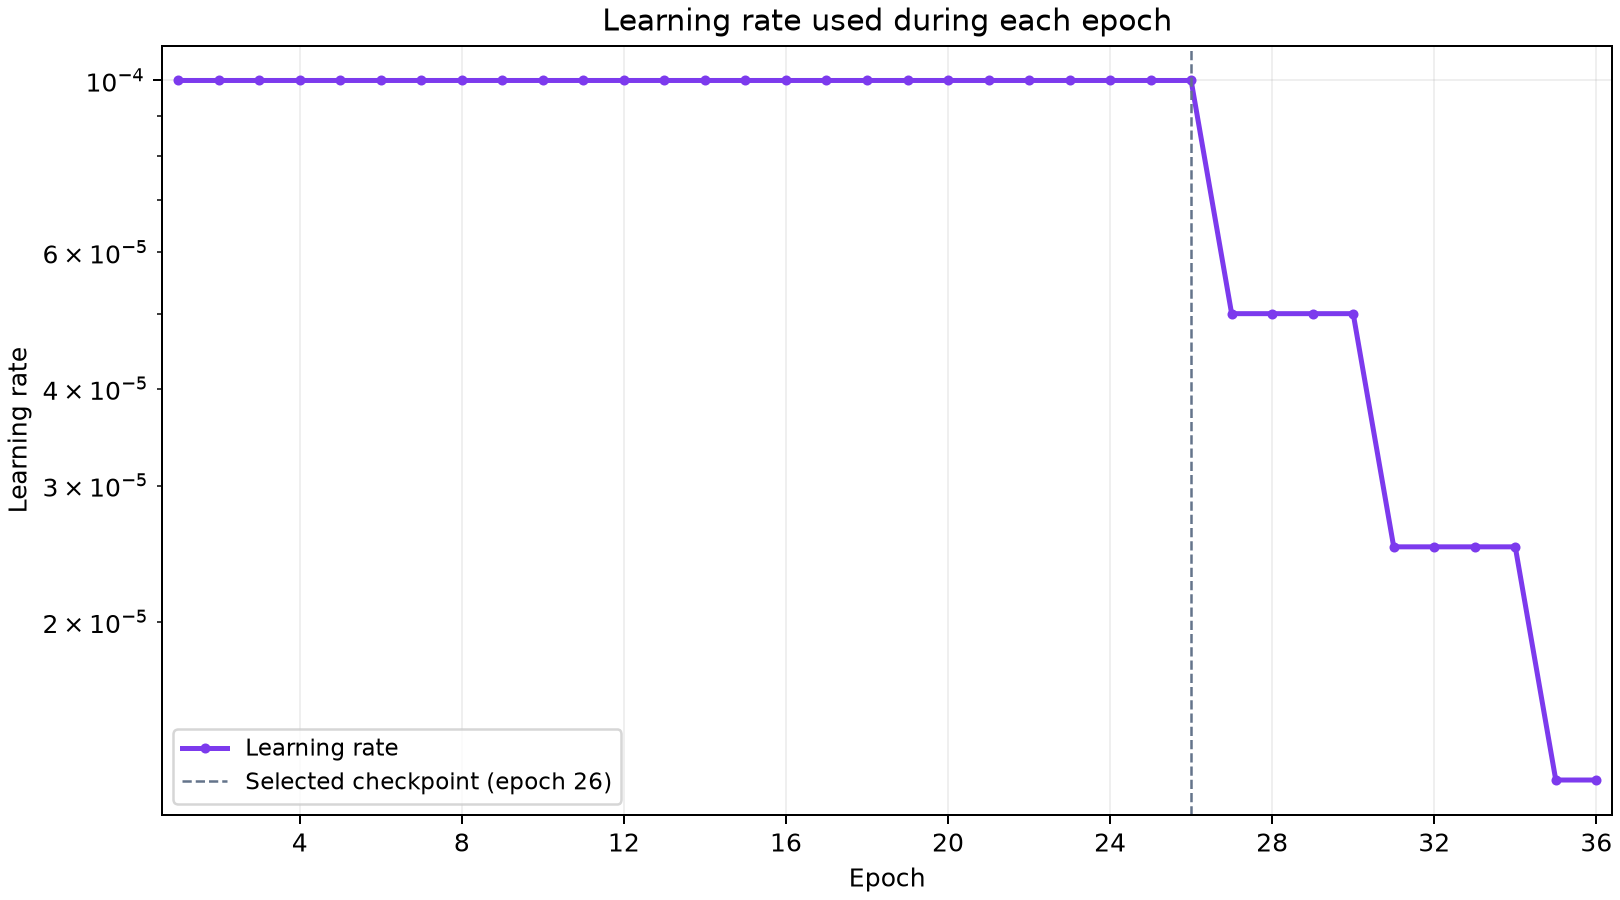 Learning rate used during each epoch
Learning rate
10⁻⁴
6 × 10⁻⁵
4 × 10⁻⁵
3 × 10⁻⁵
2 × 10⁻⁵
Learning rate
Selected checkpoint (epoch 26)
4 8 12 16 20 24 28 32 36
Epoch